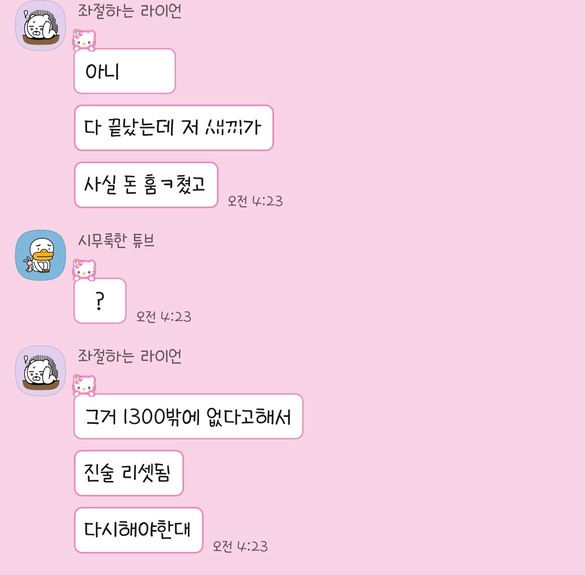 좌절하는 라이언
아니
다 끝났는데 저 새끼가
사실 돈 훔ㅋ쳤고
오전 4:23
시무룩한 튜브
?
오전 4:23
좌절하는 라이언
그거 1300밖에 없다고해서
진술 리셋됨
다시해야한대
오전 4:23